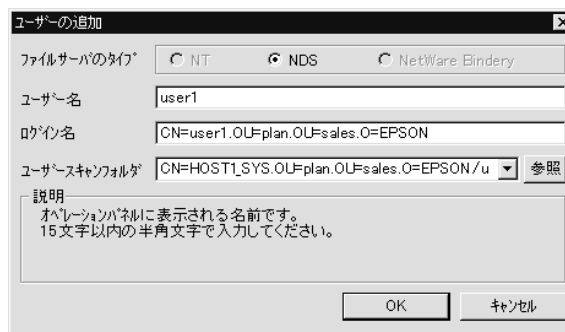 ユーザーの追加
ファイルサーバのタイプ NT NDS NetWare Bindery
ユーザー名 user1
ログイン名 CN=user1.OU=plan.OU=sales.O=EPSON
ユーザースキャンフォルダ CN=HOST1_SYS.OU=plan.OU=sales.O=EPSON/u 参照
説明
オペレーションパネルに表示される名前です。
15文字以内の半角文字で入力してください。
OK キャンセル